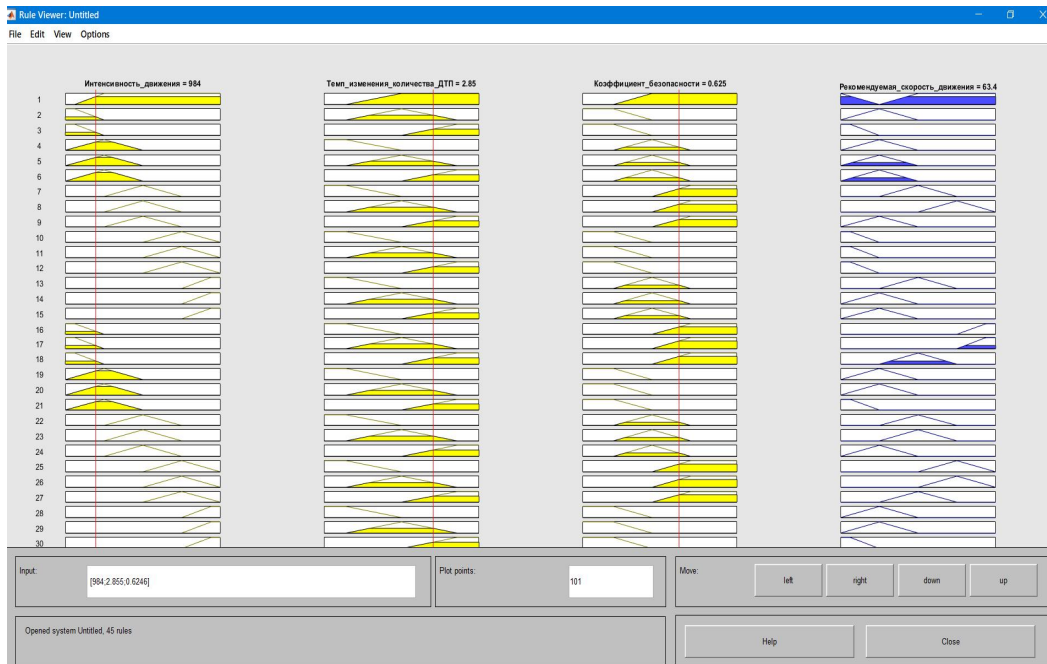 Rule Viewer: Untitled
File Edit View Options
Интенсивность_движения = 984
Темп_изменения_количества_ДТП = 2.85
Коэффициент_безопасности = 0.625
Рекомендуемая_скорость_движения = 63.4
1
2
3
4
5
6
7
8
9
10
11
12
13
14
15
16
17
18
19
20
21
22
23
24
25
26
27
28
29
30
Input:
[984;2.855;0.6246]
Plot points:
101
Move:
left
right
down
up
Opened system Untitled, 45 rules
Help
Close